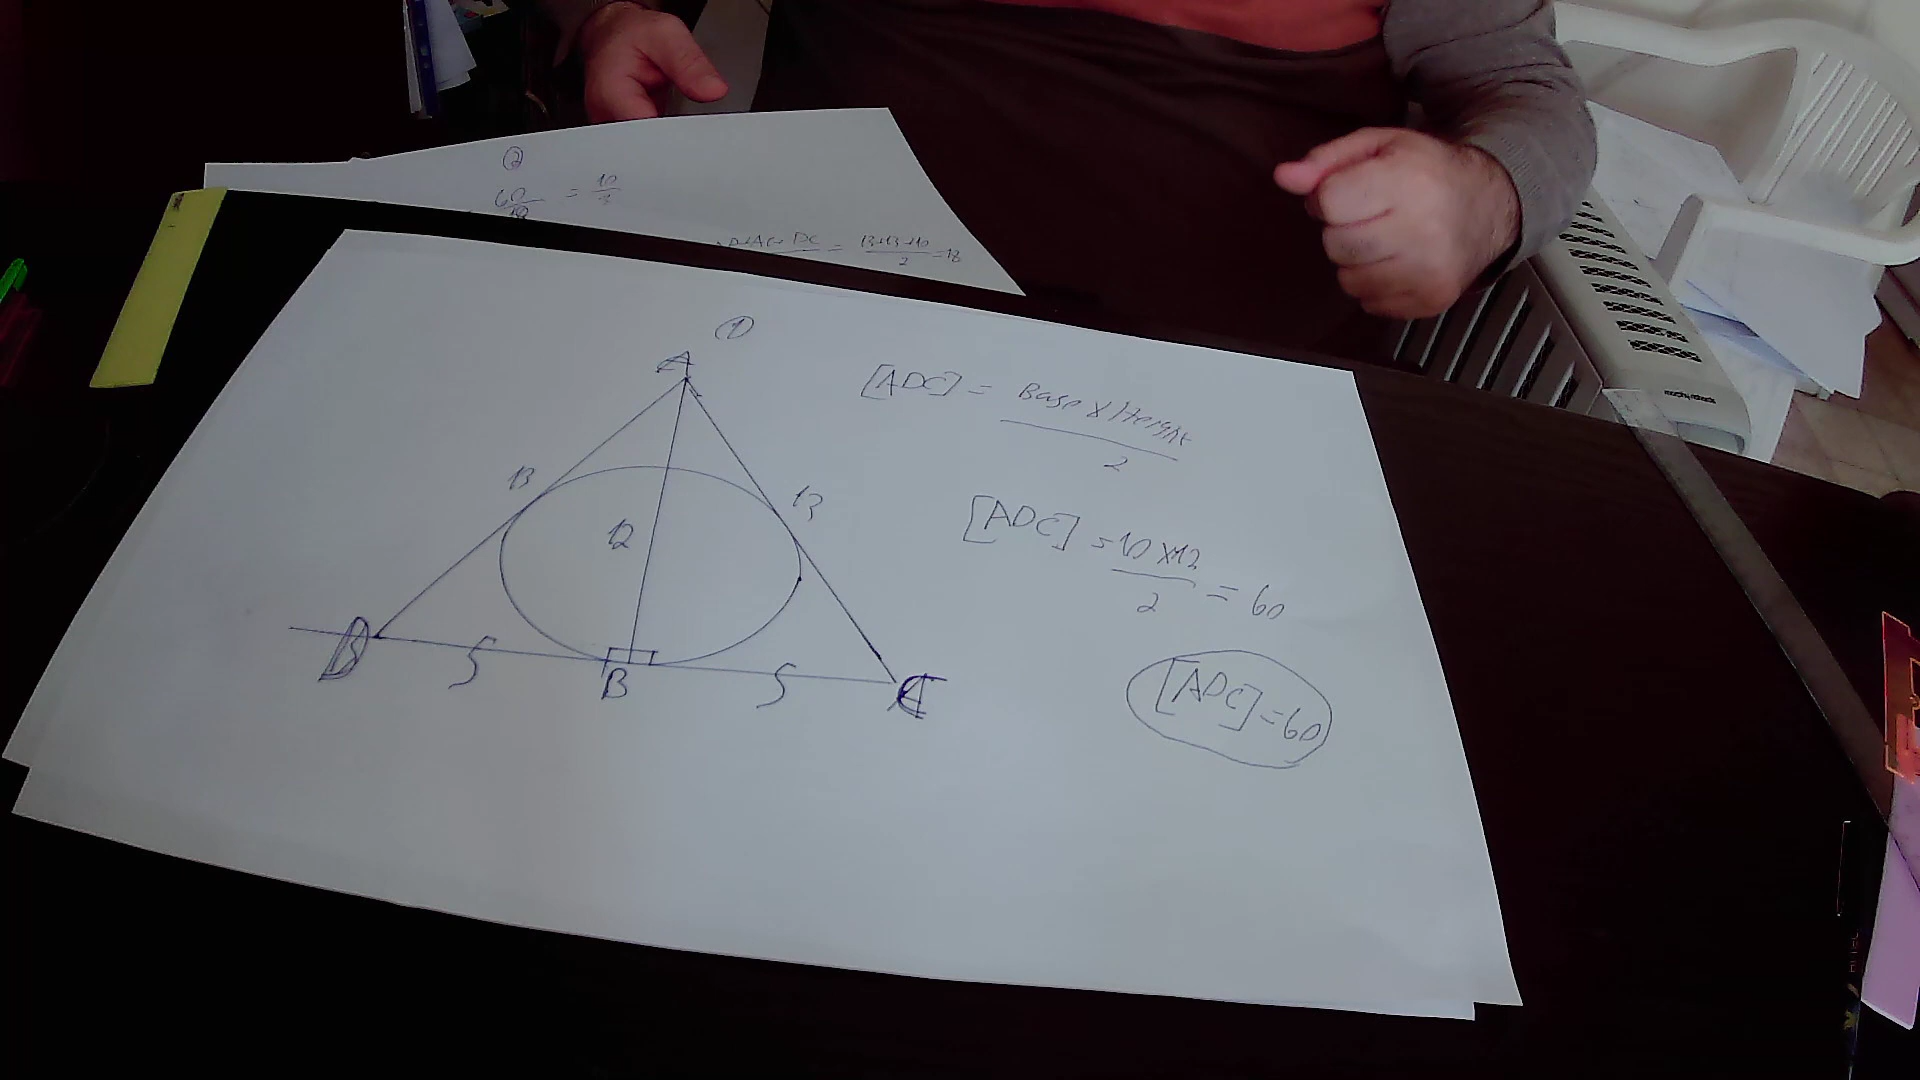 ②
60/18 = 10/3
= 13+13+10/2 = 18
①
A
[ADC] = Base x Height / 2
13
13
12
[ADC] = 10 x 12 / 2 = 60
D
5
B
5
C
[ADC] = 60